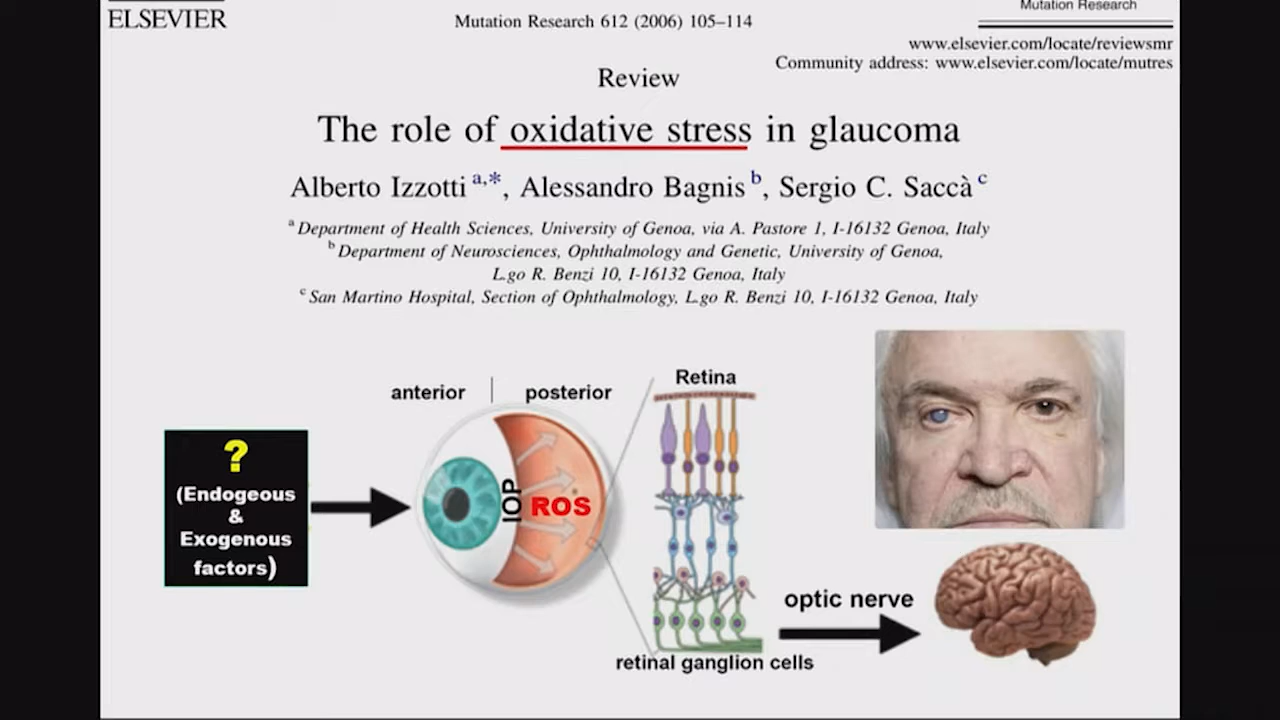 ELSEVIER
Mutation Research 612 (2006) 105–114
Mutation Research
www.elsevier.com/locate/reviewsmr
Community address: www.elsevier.com/locate/mutres
Review
The role of oxidative stress in glaucoma
Alberto Izzotti a,*, Alessandro Bagnis b, Sergio C. Saccà c
a Department of Health Sciences, University of Genoa, via A. Pastore 1, I-16132 Genoa, Italy
b Department of Neurosciences, Ophthalmology and Genetic, University of Genoa,
L.go R. Benzi 10, I-16132 Genoa, Italy
c San Martino Hospital, Section of Ophthalmology, L.go R. Benzi 10, I-16132 Genoa, Italy
anterior
posterior
Retina
?
(Endogeous
&
Exogenous
factors)
IOP
ROS
optic nerve
retinal ganglion cells